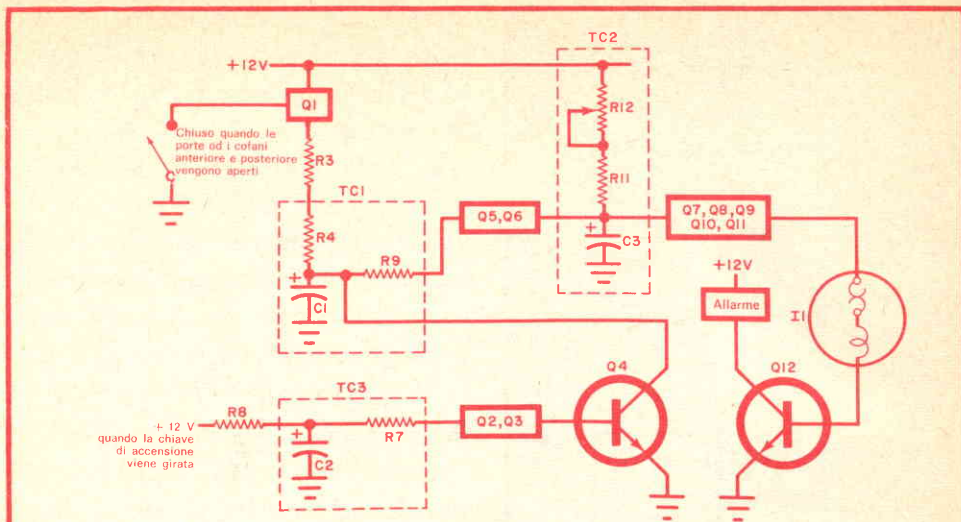 TC2
+12V
Q1
R12
Chiuso quando le
porte od i cofani
anteriore e posteriore
vengono aperti
R3
R11
TC1
Q5,Q6
Q7, Q8, Q9
Q10, Q11
R4
+
C3
R9
+12V
+
C1
Allarme
I1
TC3
Q4
Q12
R8
+ 12 V
quando la chiave
di accensione
viene girata
+
C2
R7
Q2,Q3